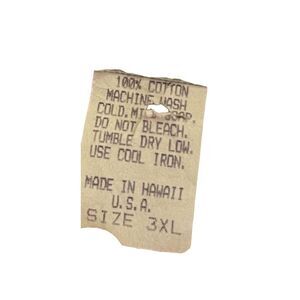 100% COTTON
MACHINE WASH
COLD. SOAP.
DO NOT BLEACH.
TUMBLE DRY LOW.
USE COOL IRON.
MADE IN HAWAII
U.S.A.
SIZE 3XL